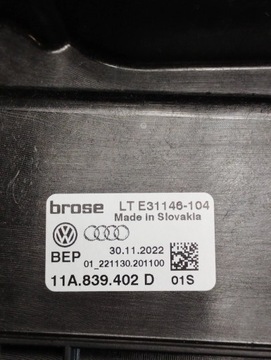 brose LT E31146-104
Made in Slovakia
BEP 30.11.2022
01_221130.201100
11A.839.402 D 01S